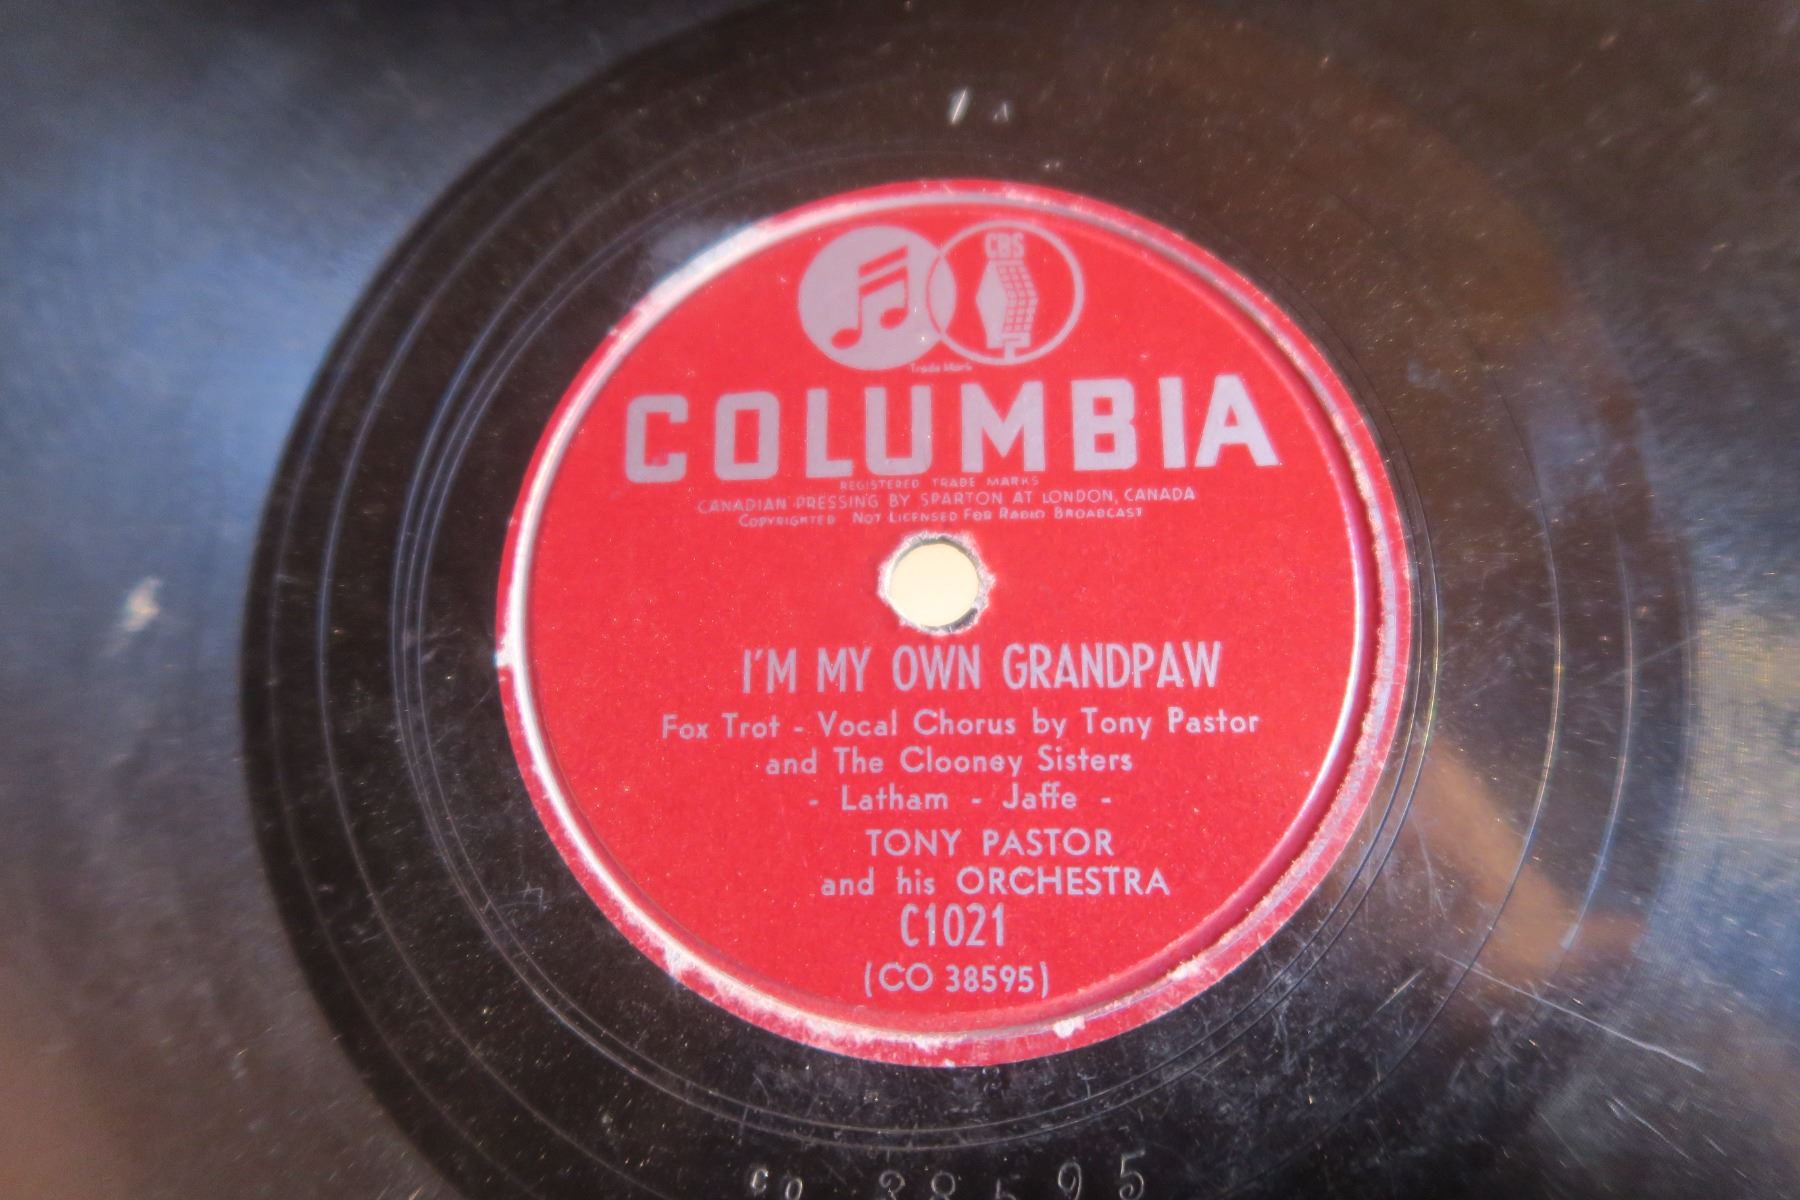 CBS
Trade Mark
COLUMBIA
REGISTERED TRADE MARKS
CANADIAN PRESSING BY SPARTON AT LONDON, CANADA
COPYRIGHTED NOT LICENSED FOR RADIO BROADCAST
I'M MY OWN GRANDPAW
Fox Trot - Vocal Chorus by Tony Pastor
and The Clooney Sisters
- Latham - Jaffe -
TONY PASTOR
and his ORCHESTRA
C1021
(CO 38595)
CO 38595